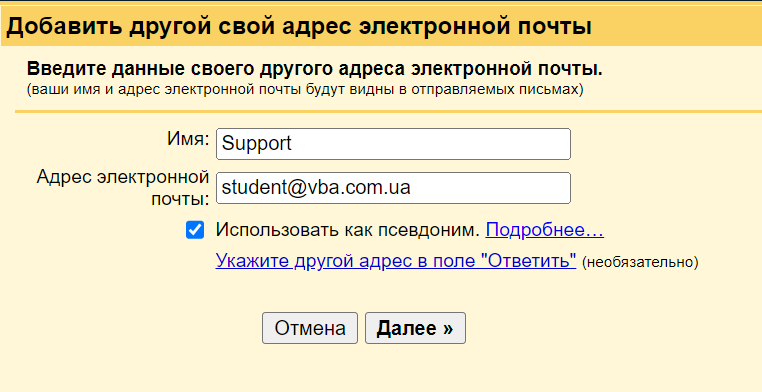 Добавить другой свой адрес электронной почты
Введите данные своего другого адреса электронной почты.
(ваши имя и адрес электронной почты будут видны в отправляемых письмах)
Имя: Support
Адрес электронной
почты: student@vba.com.ua
Использовать как псевдоним. Подробнее…
Укажите другой адрес в поле "Ответить" (необязательно)
Отмена Далее »